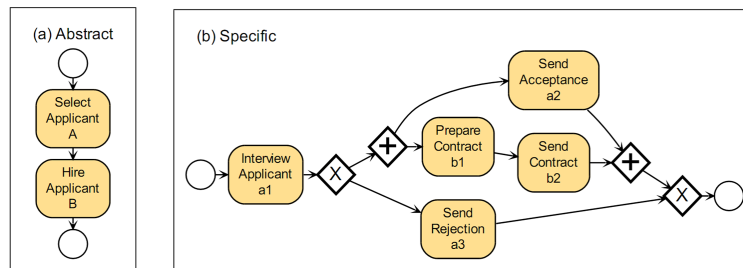 (a) Abstract
Select
Applicant
A
Hire
Applicant
B
(b) Specific
Interview
Applicant
a1
X
Send
Acceptance
a2
Prepare
Contract
b1
Send
Contract
b2
Send
Rejection
a3
X